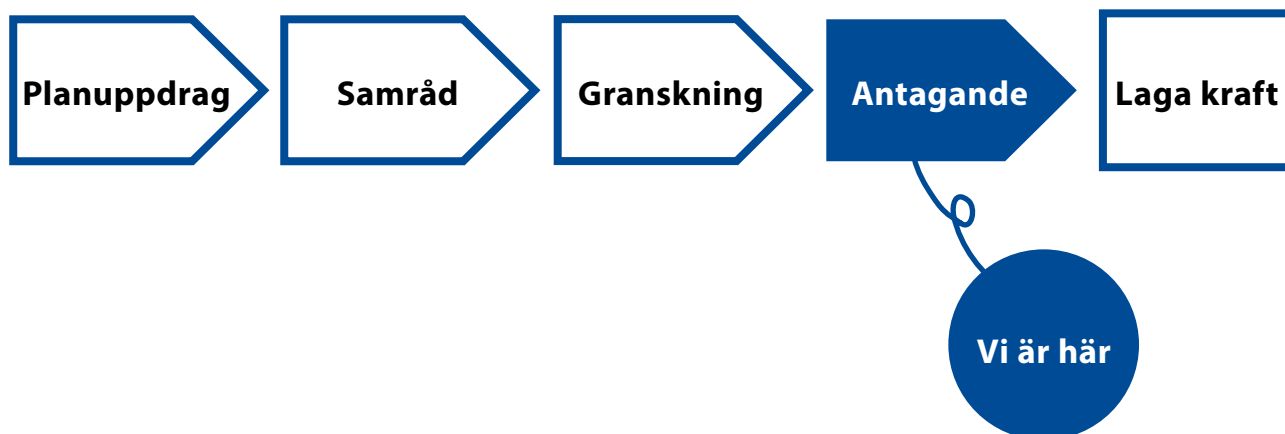 Planuppdrag
Samråd
Granskning
Antagande
Laga kraft
Vi är här